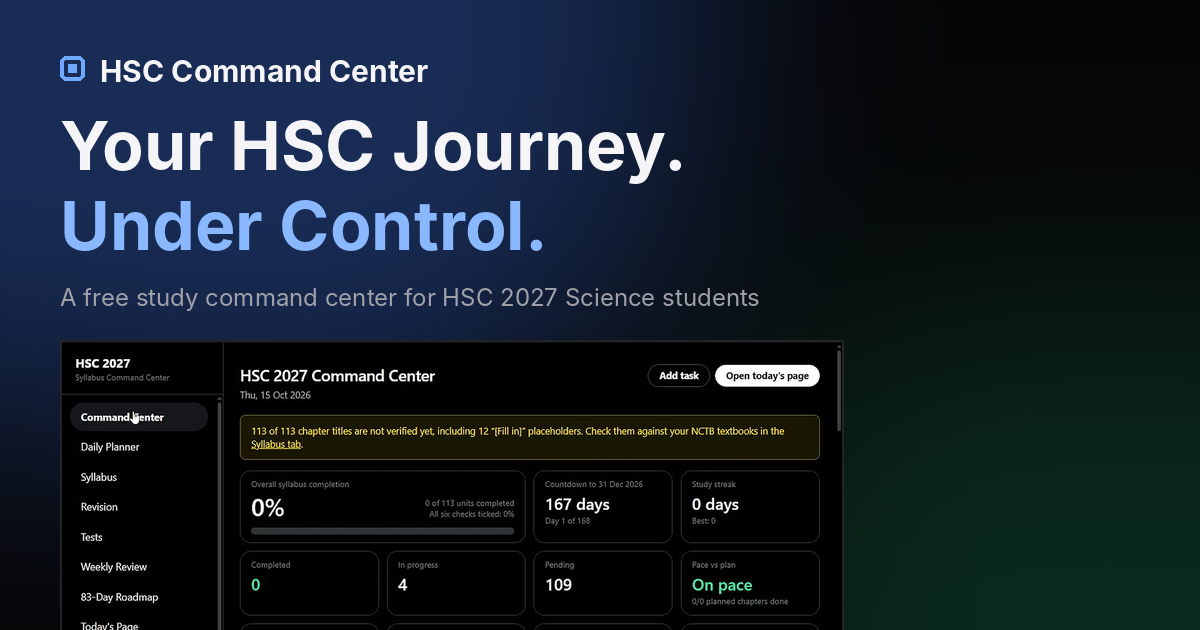 HSC Command Center
Your HSC Journey.
Under Control.
A free study command center for HSC 2027 Science students
HSC 2027
Syllabus Command Center
Command Center
Daily Planner
Syllabus
Revision
Tests
Weekly Review
83-Day Roadmap
Today's Page
HSC 2027 Command Center
Thu, 15 Oct 2026
Add task
Open today's page
113 of 113 chapter titles are not verified yet, including 12 "[Fill in]" placeholders. Check them against your NCTB textbooks in the
Syllabus tab.
Overall syllabus completion
0%
0 of 113 units completed
All six checks ticked: 0%
Countdown to 31 Dec 2026
167 days
Day 1 of 168
Study streak
0 days
Best: 0
Completed
0
In progress
4
Pending
109
Pace vs plan
On pace
0/0 planned chapters done